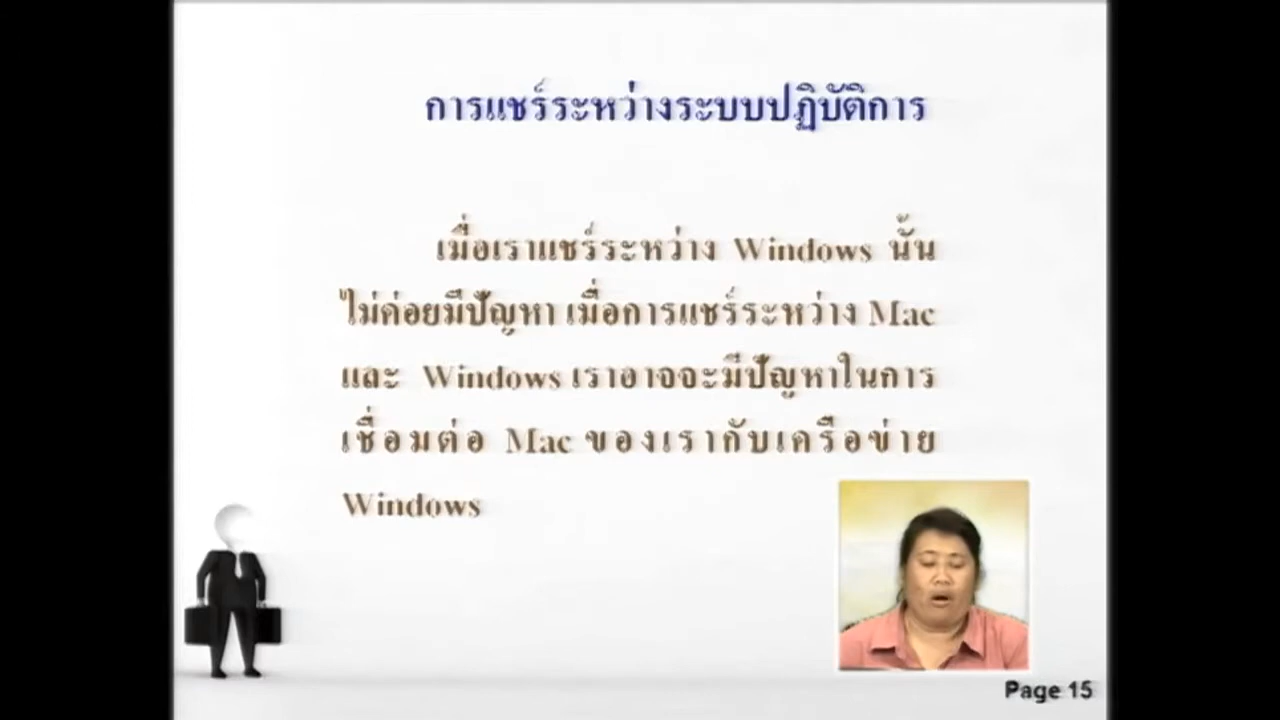 การแชร์ระหว่างระบบปฏิบัติการ
เมื่อเราแชร์ระหว่าง Windows นั้น
ไม่ค่อยมีปัญหา เมื่อการแชร์ระหว่าง Mac
และ Windows เราอาจจะมีปัญหาในการ
เชื่อมต่อ Mac ของเรากับเครือข่าย
Windows
Page 15